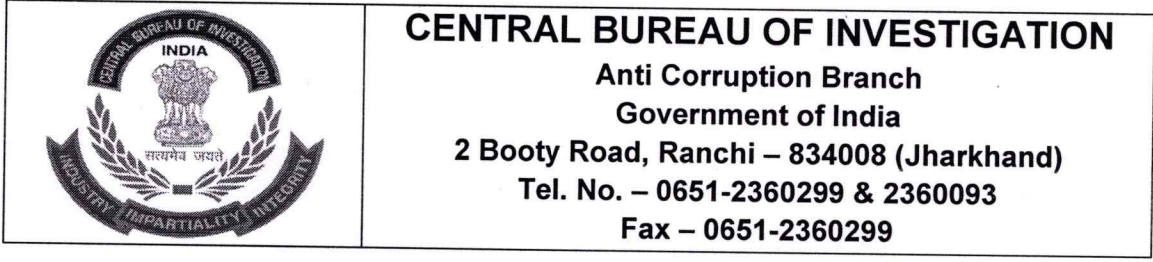 CENTRAL BUREAU OF INVESTIGATION
INDIA
सत्यमेव जयते
INDUSTRY IMPARTIALITY INTEGRITY
CENTRAL BUREAU OF INVESTIGATION
Anti Corruption Branch
Government of India
2 Booty Road, Ranchi – 834008 (Jharkhand)
Tel. No. – 0651-2360299 & 2360093
Fax – 0651-2360299